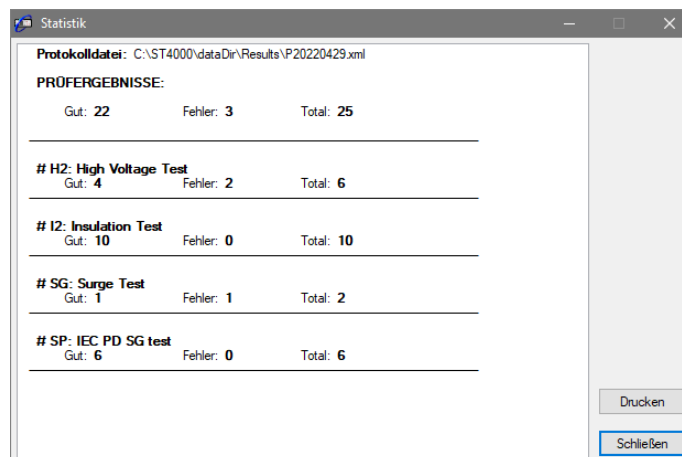 Statistik
Protokolldatei: C:\ST4000\dataDir\Results\P20220429.xml
PRÜFERGEBNISSE:
Gut: 22 Fehler: 3 Total: 25
# H2: High Voltage Test
Gut: 4 Fehler: 2 Total: 6
# I2: Insulation Test
Gut: 10 Fehler: 0 Total: 10
# SG: Surge Test
Gut: 1 Fehler: 1 Total: 2
# SP: IEC PD SG test
Gut: 6 Fehler: 0 Total: 6
Drucken
Schließen